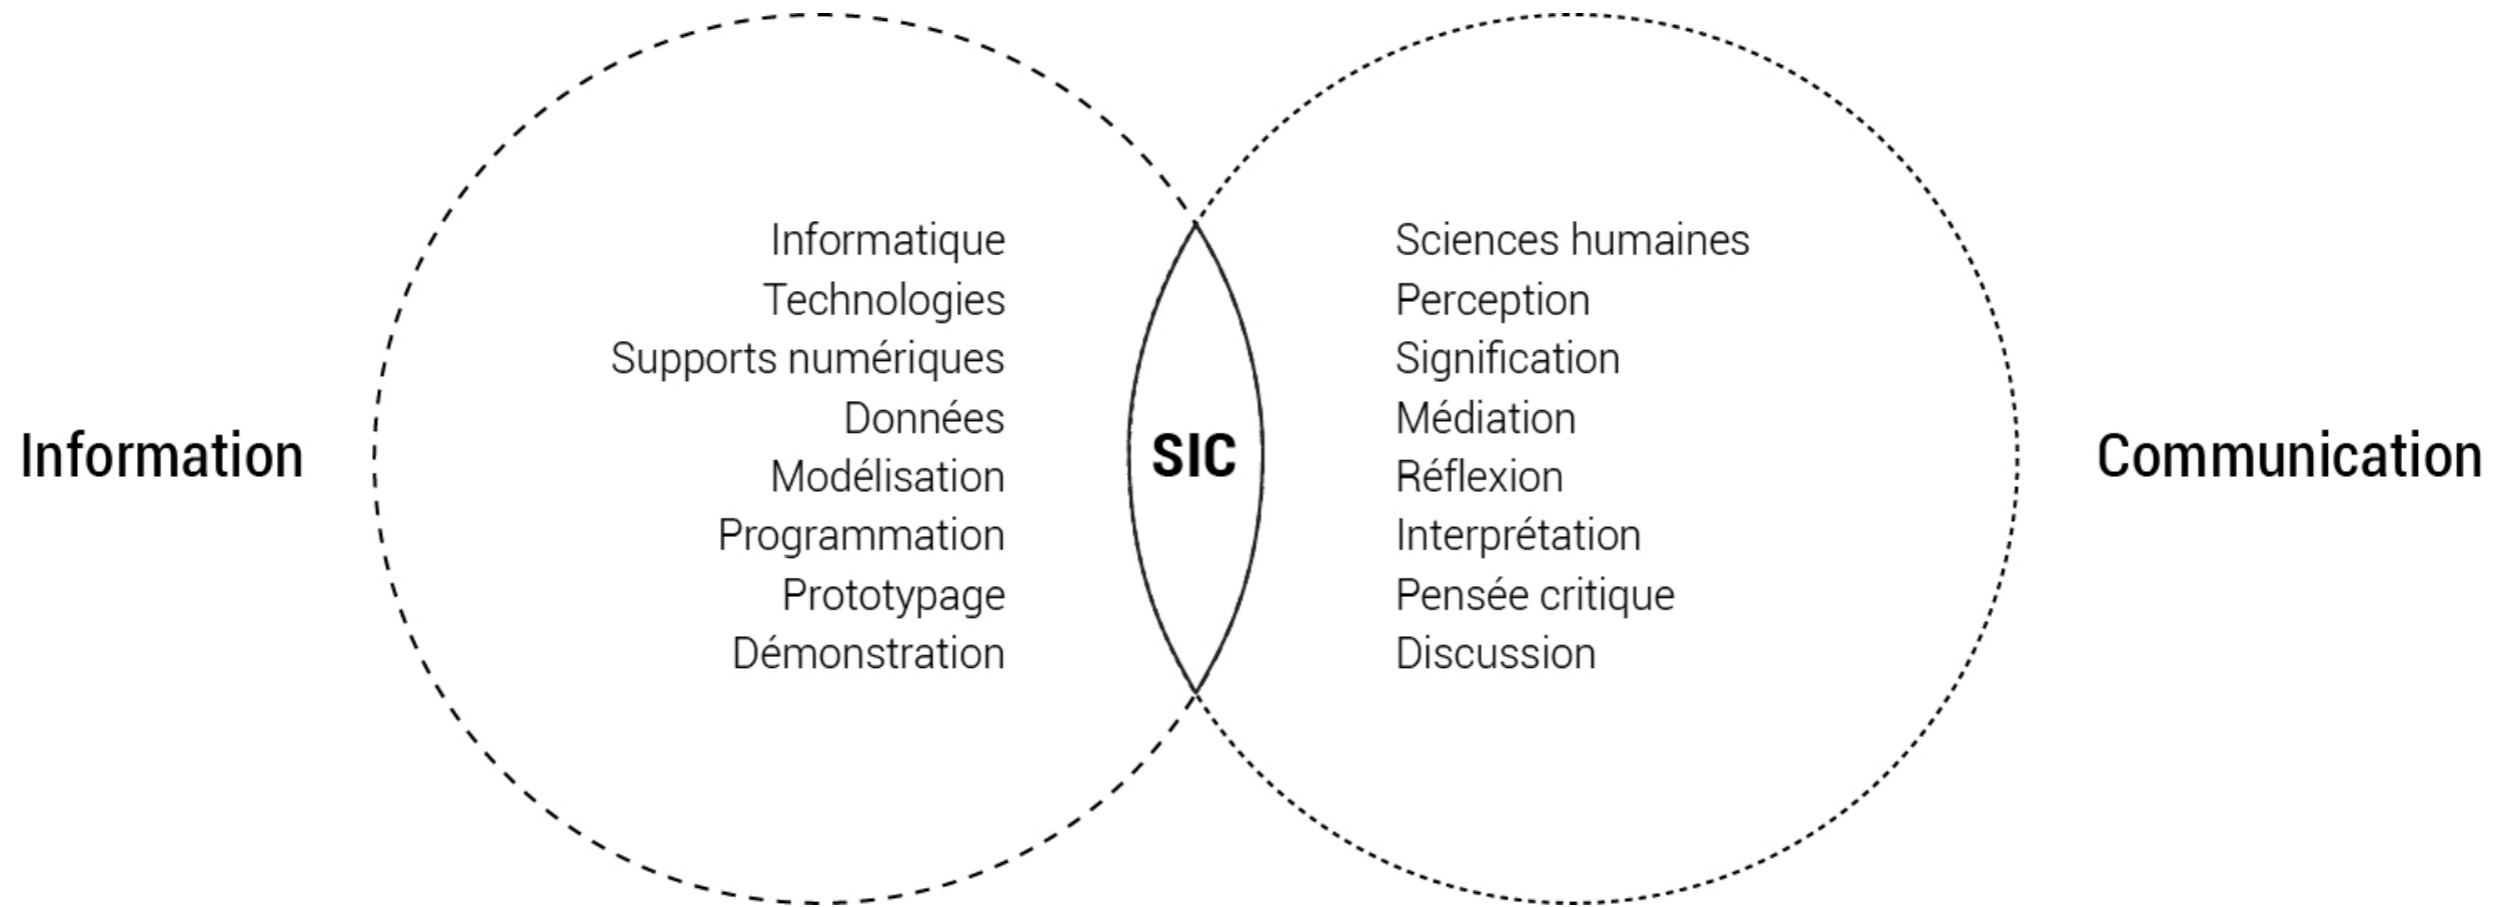 Information
Informatique
Technologies
Supports numériques
Données
Modélisation
Programmation
Prototypage
Démonstration
SIC
Sciences humaines
Perception
Signification
Médiation
Réflexion
Interprétation
Pensée critique
Discussion
Communication